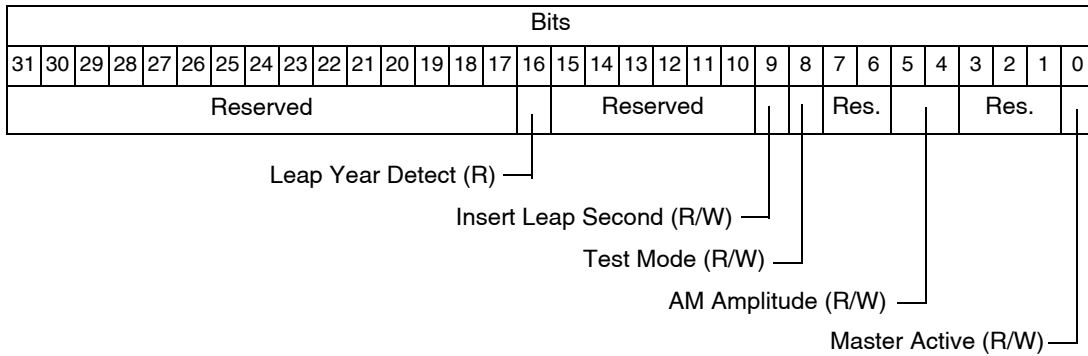 Bits
31 30 29 28 27 26 25 24 23 22 21 20 19 18 17 16 15 14 13 12 11 10 9 8 7 6 5 4 3 2 1 0
Reserved Reserved Res. Res.
Leap Year Detect (R)
Insert Leap Second (R/W)
Test Mode (R/W)
AM Amplitude (R/W)
Master Active (R/W)